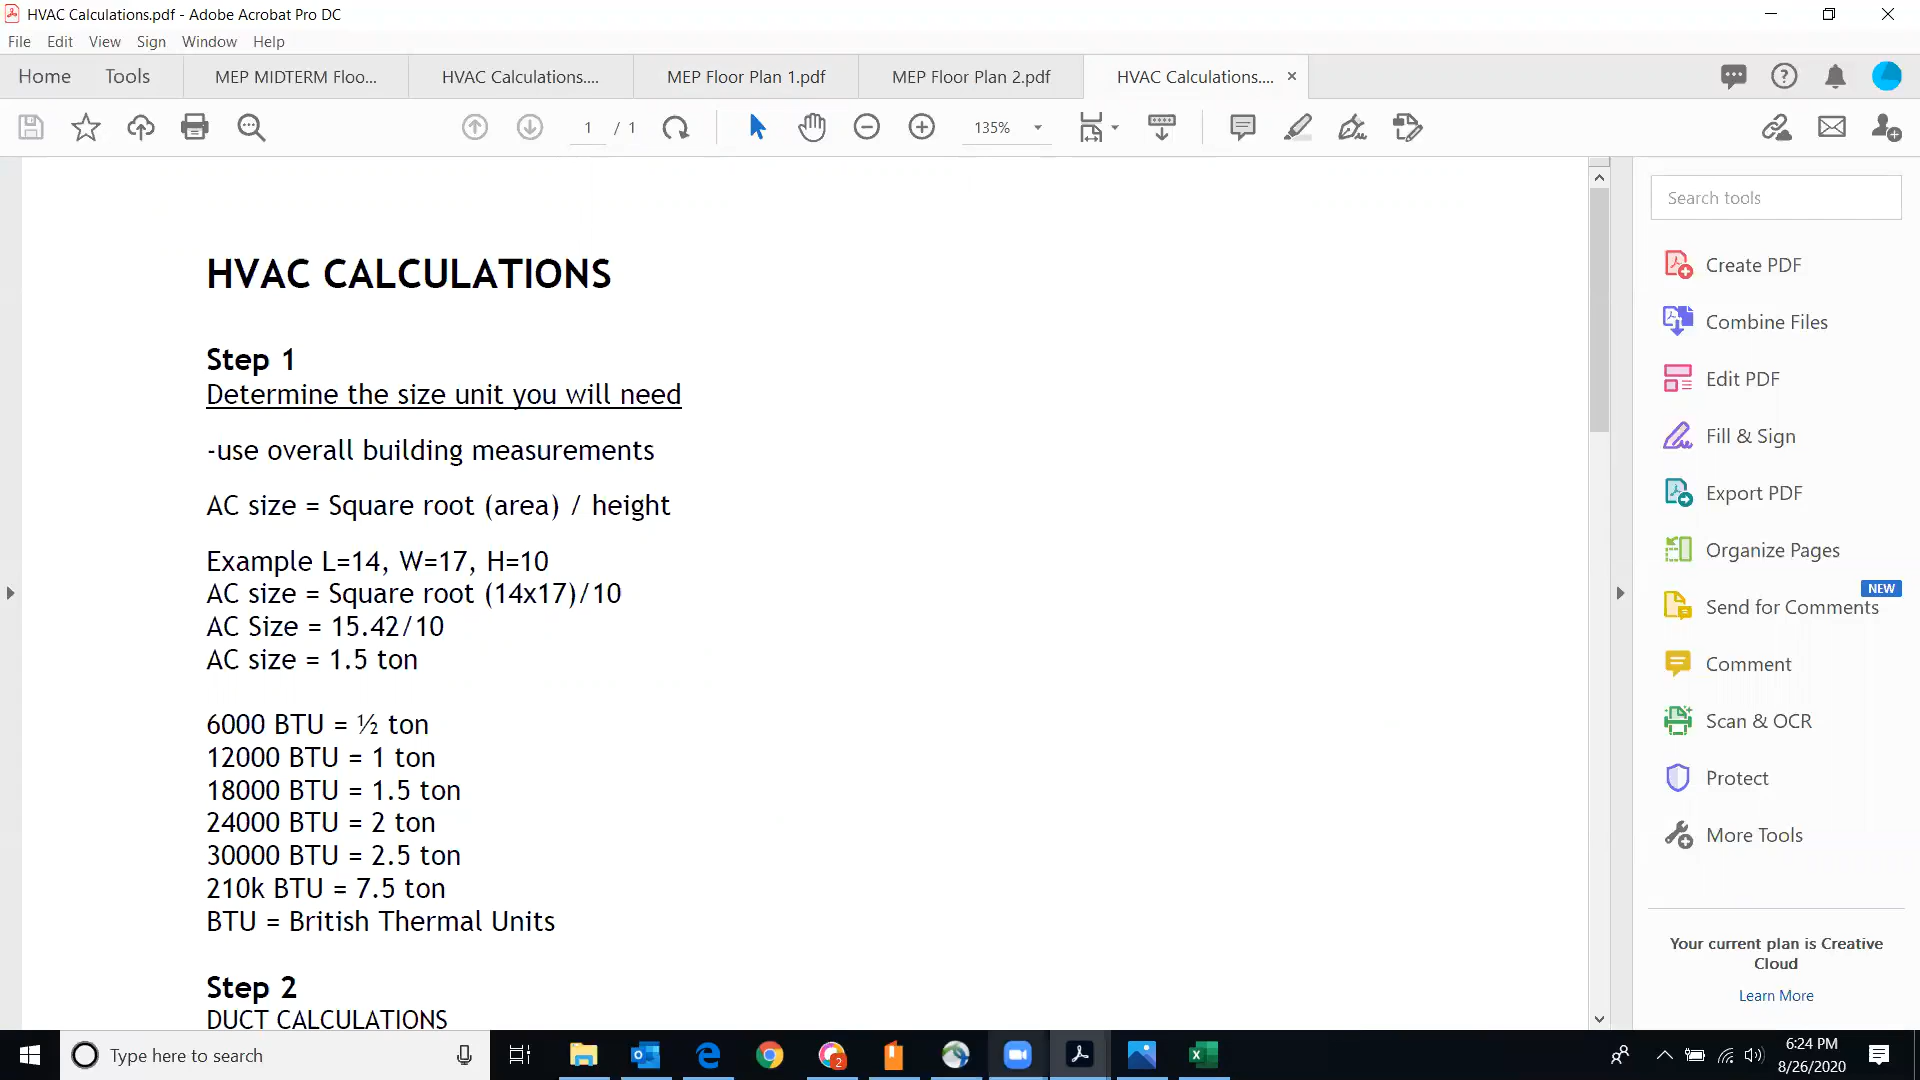 HVAC Calculations.pdf - Adobe Acrobat Pro DC
File Edit View Sign Window Help
Home Tools MEP MIDTERM Floo... HVAC Calculations.... MEP Floor Plan 1.pdf MEP Floor Plan 2.pdf HVAC Calculations.... ×
1 / 1 135%
Search tools
Create PDF
Combine Files
Edit PDF
Fill & Sign
Export PDF
Organize Pages
NEW
Send for Comments
Comment
Scan & OCR
Protect
More Tools
Your current plan is Creative
Cloud
Learn More
HVAC CALCULATIONS
Step 1
Determine the size unit you will need
-use overall building measurements
AC size = Square root (area) / height
Example L=14, W=17, H=10
AC size = Square root (14x17)/10
AC Size = 15.42/10
AC size = 1.5 ton
6000 BTU = ½ ton
12000 BTU = 1 ton
18000 BTU = 1.5 ton
24000 BTU = 2 ton
30000 BTU = 2.5 ton
210k BTU = 7.5 ton
BTU = British Thermal Units
Step 2
DUCT CALCULATIONS
Type here to search
2
6:24 PM
8/26/2020